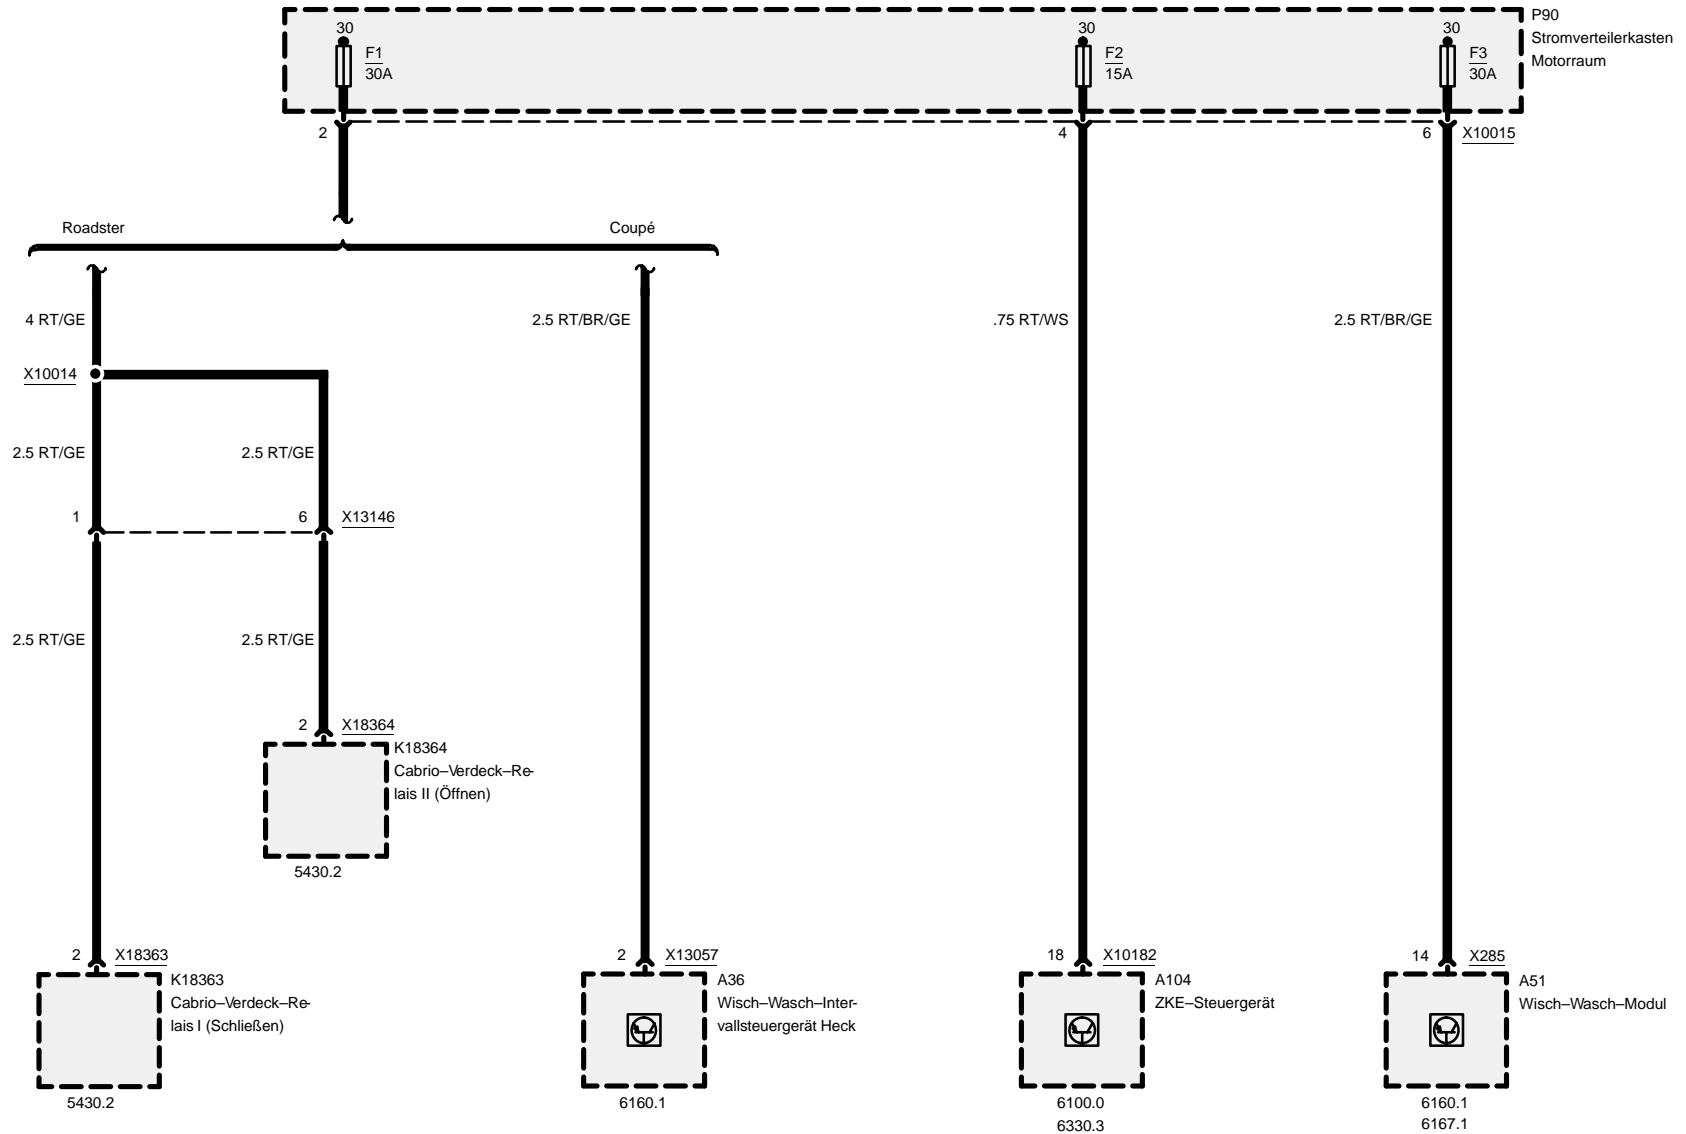 P90
Stromverteilerkasten
Motorraum
30
F1
30A
30
F2
15A
30
F3
30A
2
4
6 X10015
Roadster
Coupé
4 RT/GE
2.5 RT/BR/GE
.75 RT/WS
2.5 RT/BR/GE
X10014
2.5 RT/GE
2.5 RT/GE
1
6 X13146
2.5 RT/GE
2.5 RT/GE
2 X18364
K18364
Cabrio–Verdeck–Re-
lais II (Öffnen)
5430.2
2 X18363
K18363
Cabrio–Verdeck–Re-
lais I (Schließen)
5430.2
2 X13057
A36
Wisch–Wasch–Inter-
vallsteuergerät Heck
6160.1
18 X10182
A104
ZKE–Steuergerät
6100.0
6330.3
14 X285
A51
Wisch–Wasch–Modul
6160.1
6167.1